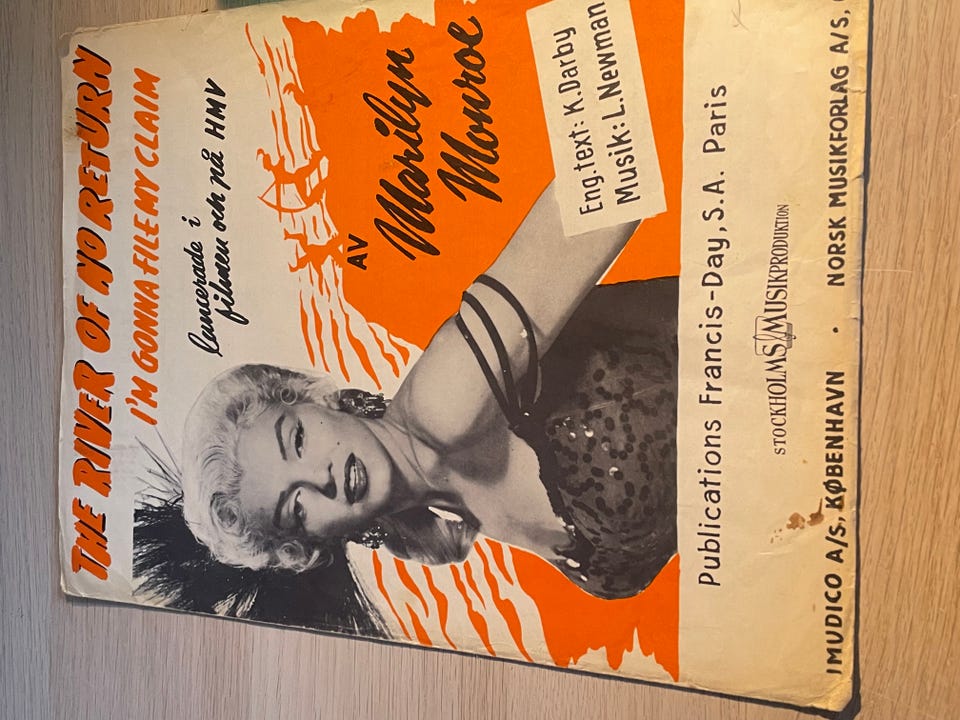 THE RIVER OF NO RETURN
I'M GONNA FILE MY CLAIM
lancerade i
filmen och på HMV
AV
Marilyn
Monroe
Eng.text: K.Darby
Musik: L.Newman
Publications Francis-Day, S.A. Paris
STOCKHOLMS MUSIKPRODUKTION
IMUDICO A/S, KØBENHAVN • NORSK MUSIKFORLAG A/S,